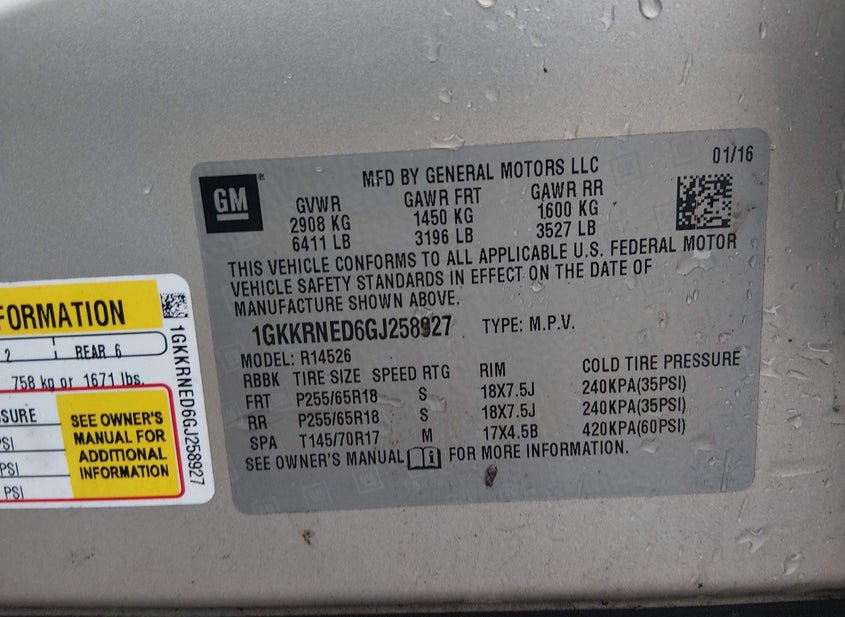 GM
MFD BY GENERAL MOTORS LLC
01/16
GVWR GAWR FRT GAWR RR
2908 KG 1450 KG 1600 KG
6411 LB 3196 LB 3527 LB
THIS VEHICLE CONFORMS TO ALL APPLICABLE U.S. FEDERAL MOTOR
VEHICLE SAFETY STANDARDS IN EFFECT ON THE DATE OF
MANUFACTURE SHOWN ABOVE.
1GKKRNED6GJ258927 TYPE: M.P.V.
MODEL: R14526
RBBK TIRE SIZE SPEED RTG RIM COLD TIRE PRESSURE
FRT P255/65R18 S 18X7.5J 240KPA(35PSI)
RR P255/65R18 S 18X7.5J 240KPA(35PSI)
SPA T145/70R17 M 17X4.5B 420KPA(60PSI)
SEE OWNER'S MANUAL FOR MORE INFORMATION.
FORMATION
2 REAR 6
758 kg or 1671 lbs.
SSURE
PSI
PSI
PSI
SEE OWNER'S
MANUAL FOR
ADDITIONAL
INFORMATION
1GKKRNED6GJ258927